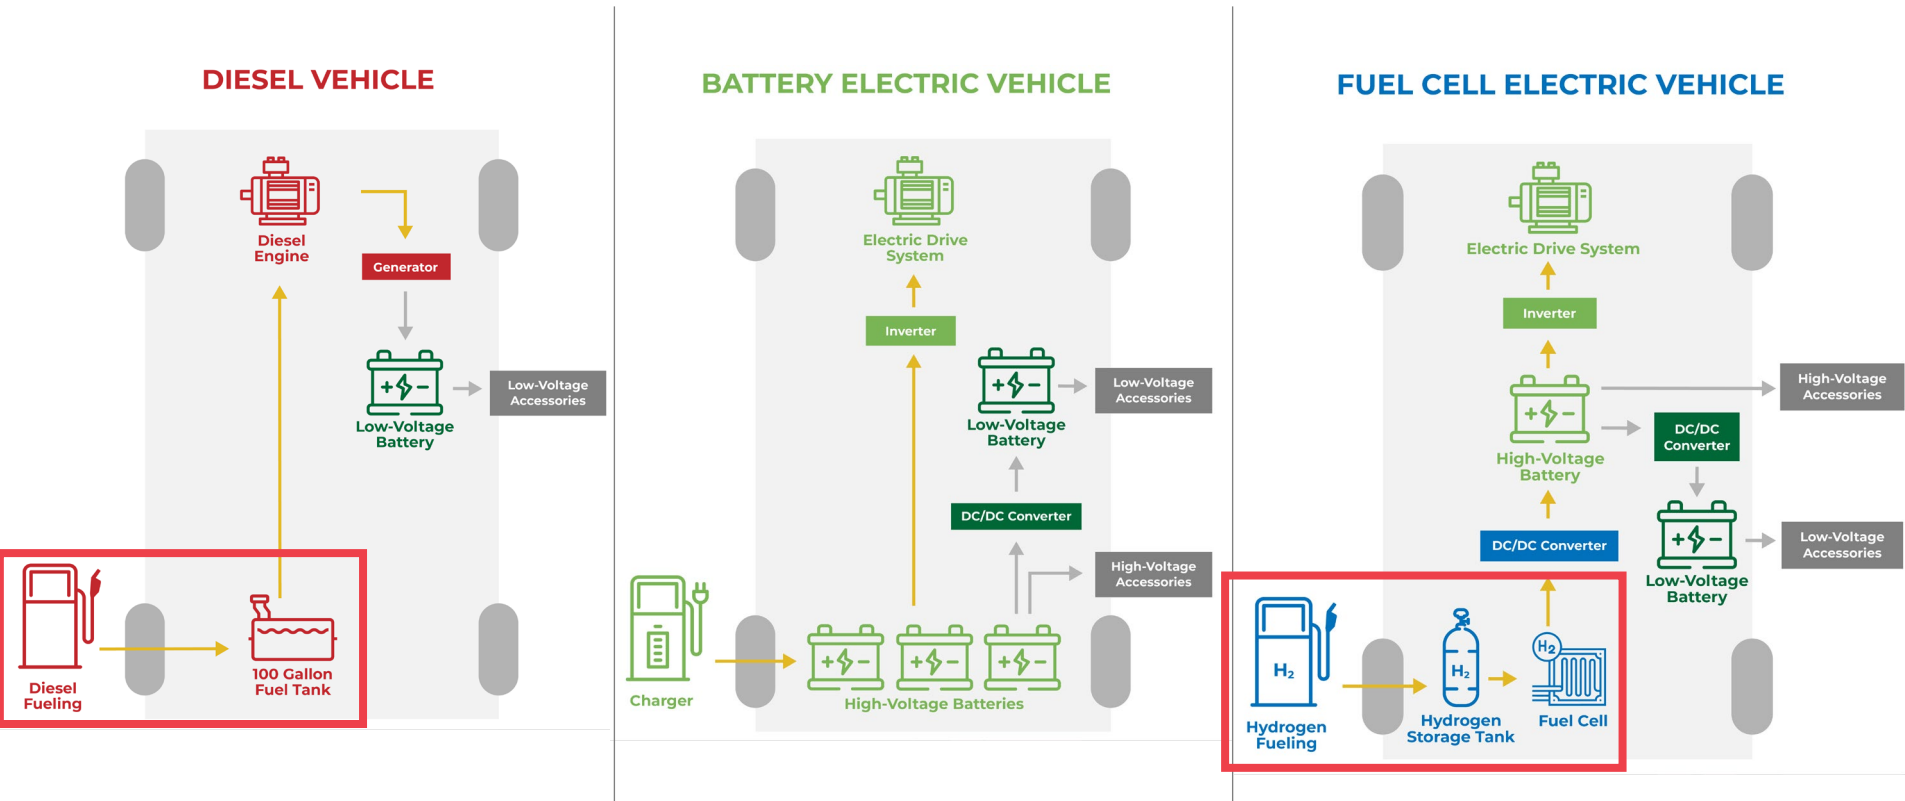 DIESEL VEHICLE
Diesel
Engine
Generator
Low-Voltage
Battery
Low-Voltage
Accessories
Diesel
Fueling
100 Gallon
Fuel Tank
BATTERY ELECTRIC VEHICLE
Electric Drive
System
Inverter
Low-Voltage
Battery
Low-Voltage
Accessories
DC/DC Converter
High-Voltage
Accessories
Charger
High-Voltage Batteries
FUEL CELL ELECTRIC VEHICLE
Electric Drive System
Inverter
High-Voltage
Battery
High-Voltage
Accessories
DC/DC
Converter
Low-Voltage
Battery
Low-Voltage
Accessories
DC/DC Converter
H₂
Hydrogen
Fueling
H₂
Hydrogen
Storage Tank
H₂
Fuel Cell